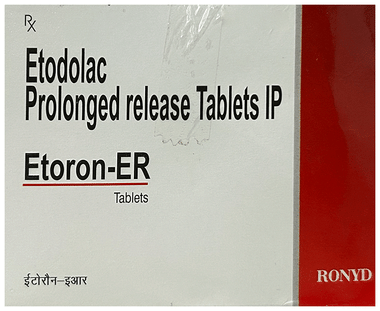 Rx
Etodolac
Prolonged release Tablets IP
Etoron-ER
Tablets
ईटोरौन-इआर
RONYD